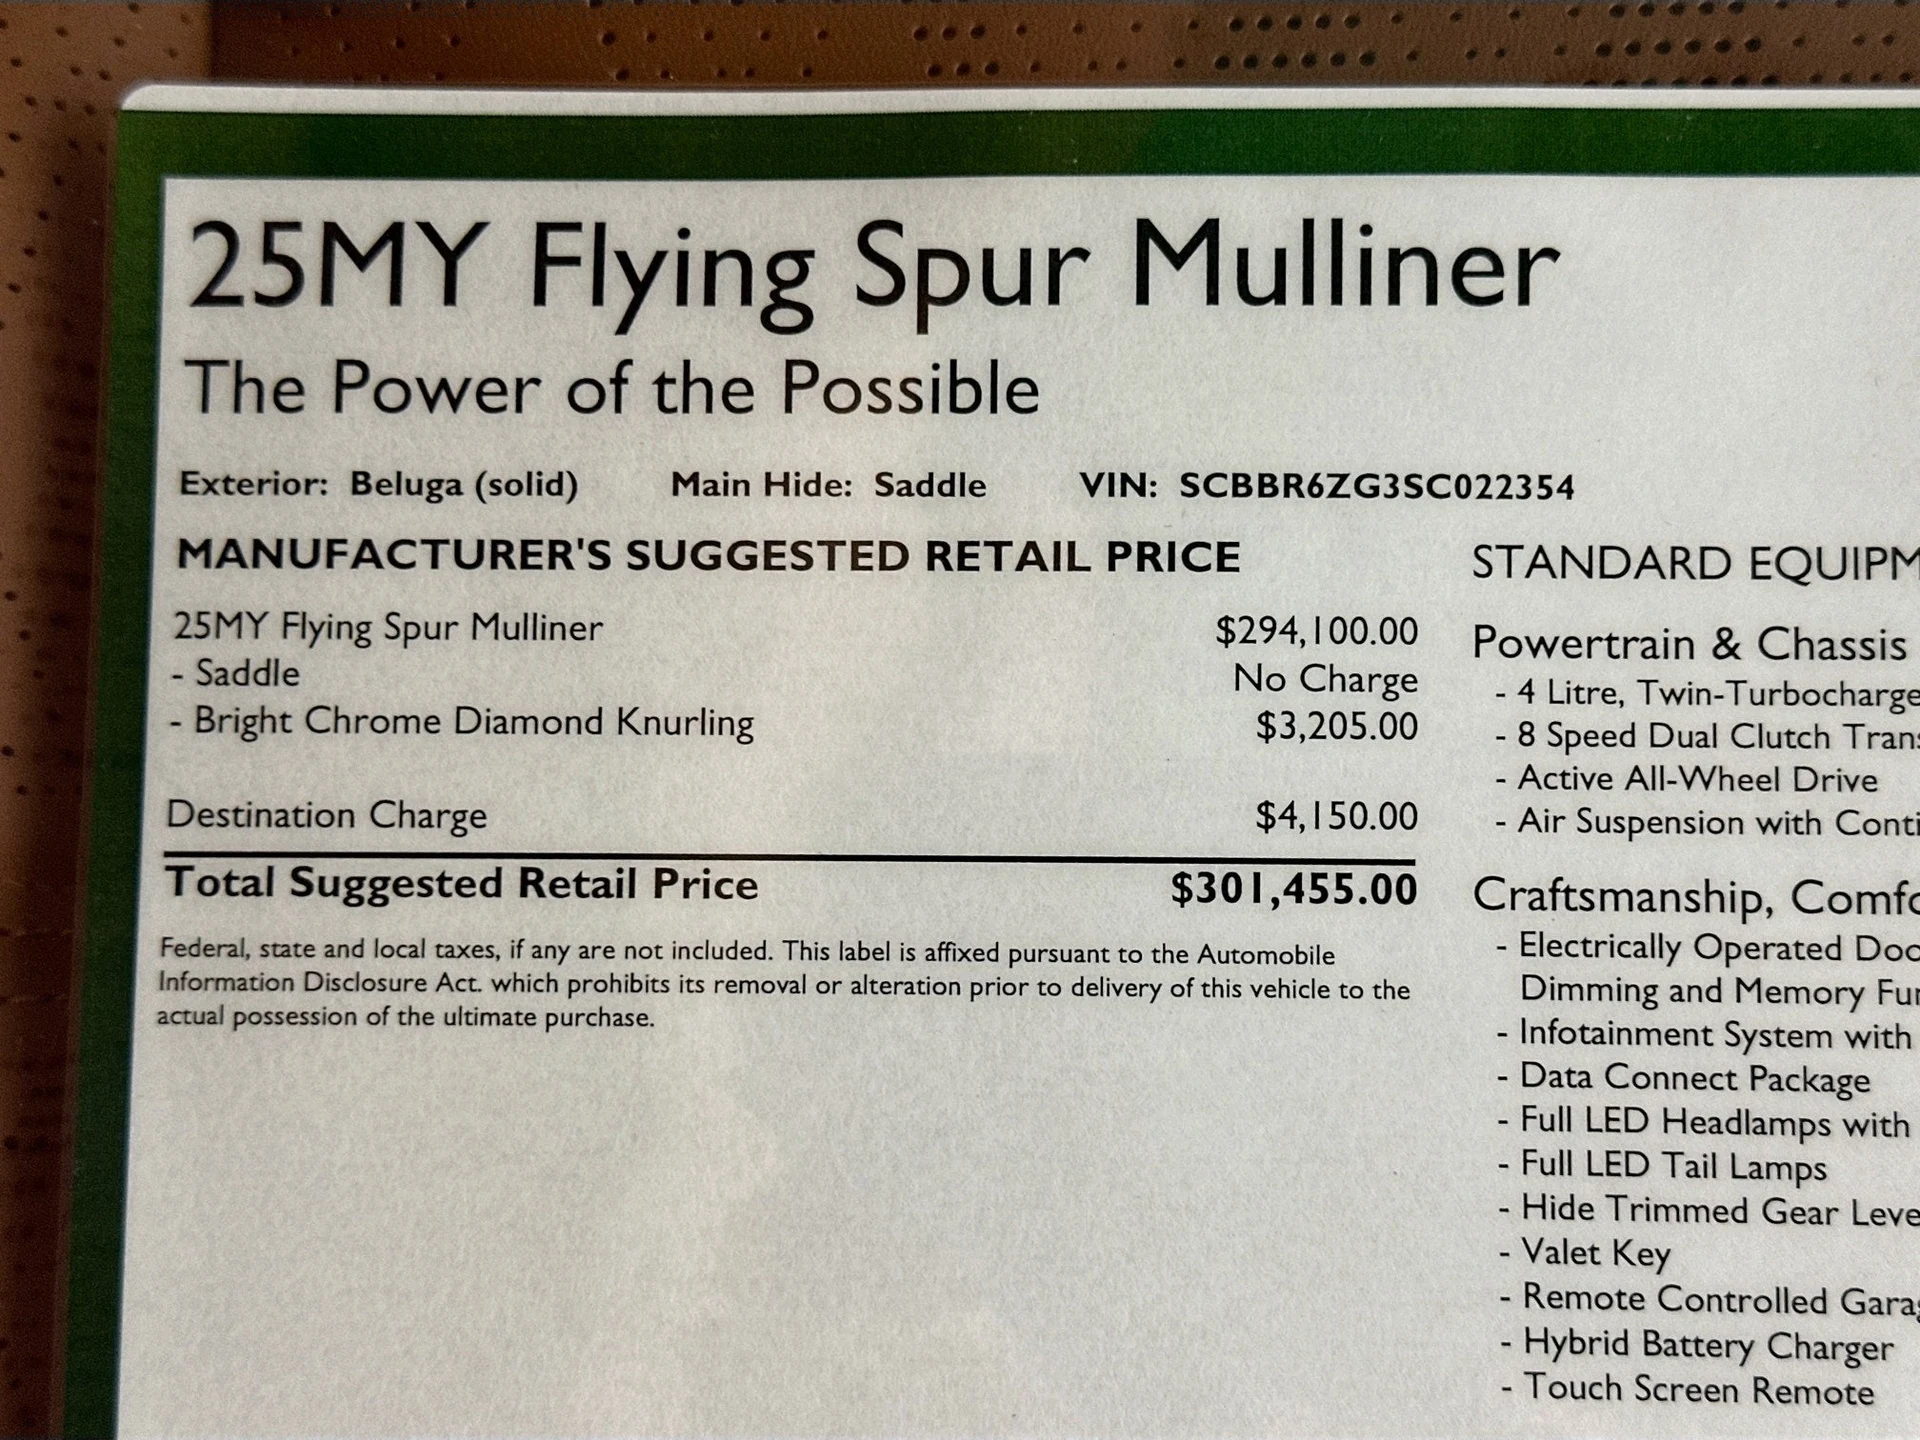 25MY Flying Spur Mulliner
The Power of the Possible
Exterior: Beluga (solid) Main Hide: Saddle VIN: SCBBR6ZG3SC022354
MANUFACTURER'S SUGGESTED RETAIL PRICE
25MY Flying Spur Mulliner $294,100.00
- Saddle No Charge
- Bright Chrome Diamond Knurling $3,205.00
Destination Charge $4,150.00
Total Suggested Retail Price $301,455.00
Federal, state and local taxes, if any are not included. This label is affixed pursuant to the Automobile
Information Disclosure Act. which prohibits its removal or alteration prior to delivery of this vehicle to the
actual possession of the ultimate purchase.
STANDARD
Powertrain & Chassis
- 4 Litre,
- 8 Speed Dual Clutch
- Active All-Wheel Drive
- Air Suspension with
Craftsmanship,
- Electrically Operated
Dimming and Memory
- Infotainment System with
- Data Connect Package
- Full LED Headlamps with
- Full LED Tail Lamps
- Hide Trimmed Gear
- Valet Key
- Remote Controlled
- Hybrid Battery Charger
- Touch Screen Remote